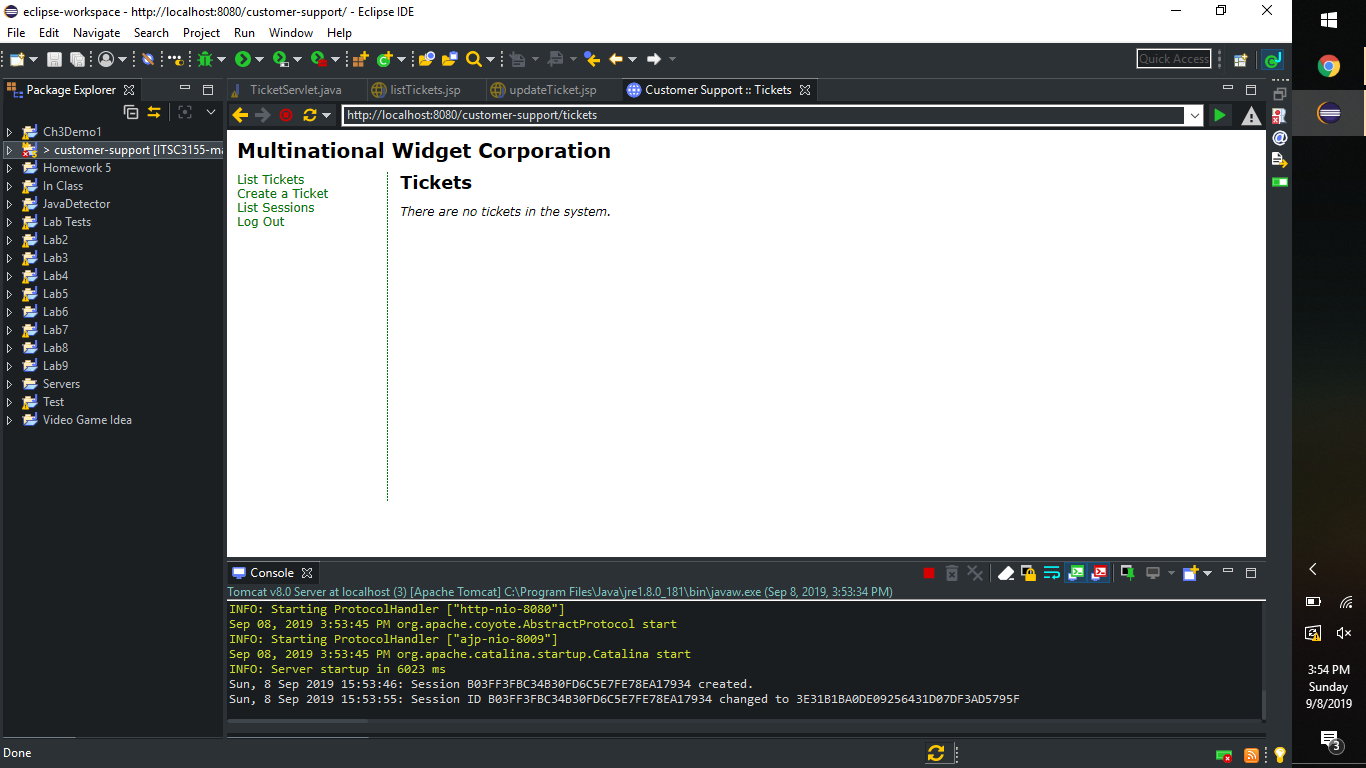 eclipse-workspace - http://localhost:8080/customer-support/ - Eclipse IDE
File Edit Navigate Search Project Run Window Help
Quick Access
Package Explorer
TicketServlet.java
listTickets.jsp
updateTicket.jsp
Customer Support :: Tickets
http://localhost:8080/customer-support/tickets
Ch3Demo1
> customer-support [ITSC3155-ma
Homework 5
In Class
JavaDetector
Lab Tests
Lab2
Lab3
Lab4
Lab5
Lab6
Lab7
Lab8
Lab9
Servers
Test
Video Game Idea
Multinational Widget Corporation
List Tickets
Create a Ticket
List Sessions
Log Out
Tickets
There are no tickets in the system.
Console
Tomcat v8.0 Server at localhost (3) [Apache Tomcat] C:\Program Files\Java\jre1.8.0_181\bin\javaw.exe (Sep 8, 2019, 3:53:34 PM)
INFO: Starting ProtocolHandler ["http-nio-8080"]
Sep 08, 2019 3:53:45 PM org.apache.coyote.AbstractProtocol start
INFO: Starting ProtocolHandler ["ajp-nio-8009"]
Sep 08, 2019 3:53:45 PM org.apache.catalina.startup.Catalina start
INFO: Server startup in 6023 ms
Sun, 8 Sep 2019 15:53:46: Session B03FF3FBC34B30FD6C5E7FE78EA17934 created.
Sun, 8 Sep 2019 15:53:55: Session ID B03FF3FBC34B30FD6C5E7FE78EA17934 changed to 3E31B1BA0DE09256431D07DF3AD5795F
Done
3:54 PM
Sunday
9/8/2019
3